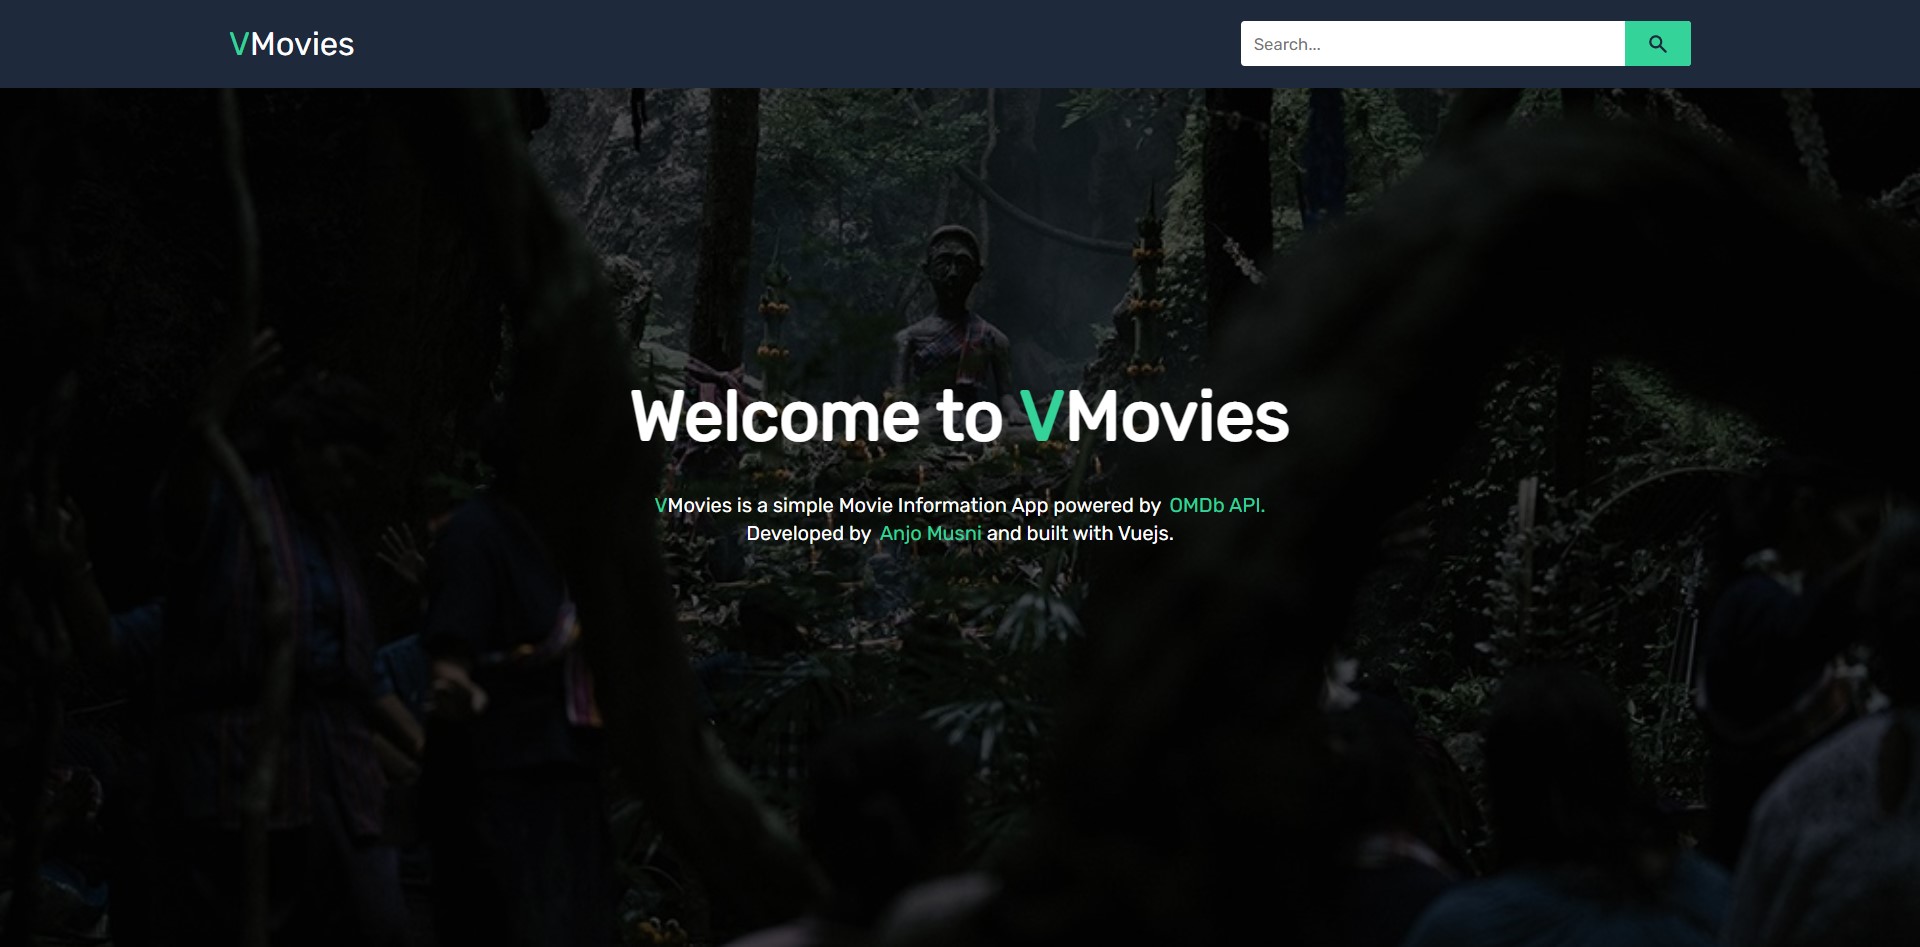 VMovies
Search...
Welcome to VMovies
VMovies is a simple Movie Information App powered by OMDb API.
Developed by Anjo Musni and built with Vuejs.